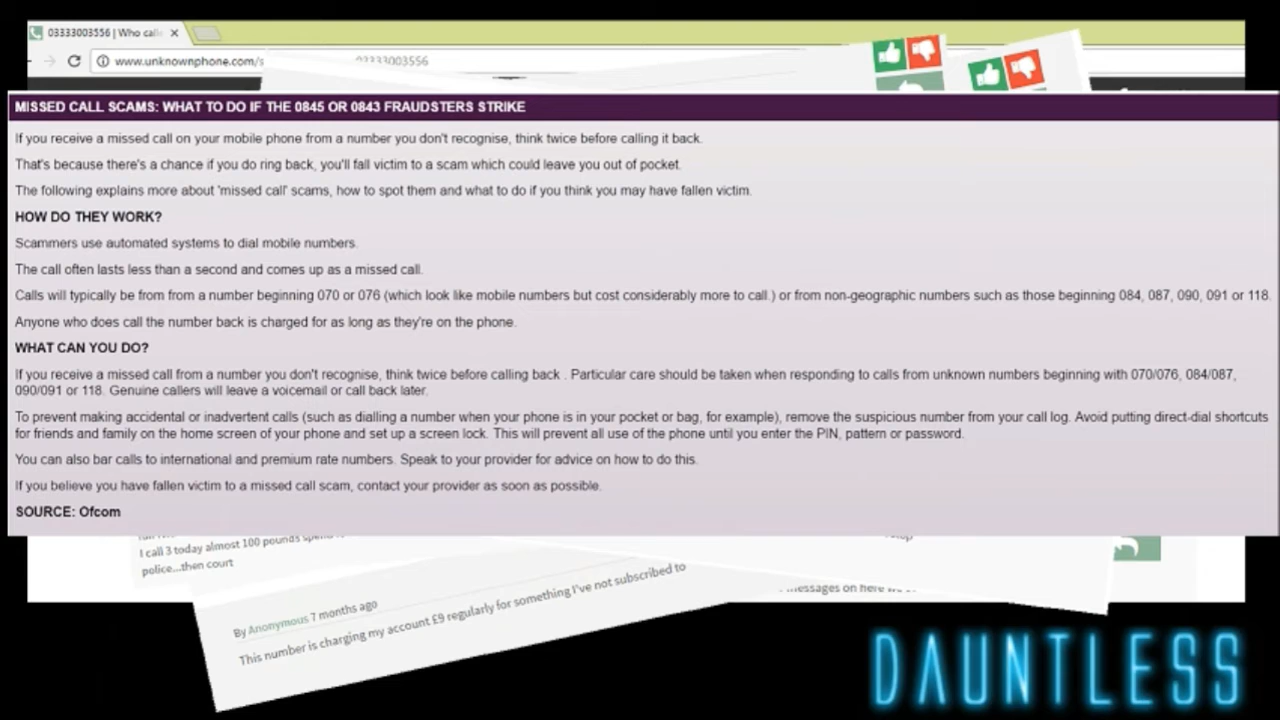 03333003556 | Who calle
www.unknownphone.com/s
03333003556
MISSED CALL SCAMS: WHAT TO DO IF THE 0845 OR 0843 FRAUDSTERS STRIKE
If you receive a missed call on your mobile phone from a number you don't recognise, think twice before calling it back.
That's because there's a chance if you do ring back, you'll fall victim to a scam which could leave you out of pocket.
The following explains more about 'missed call' scams, how to spot them and what to do if you think you may have fallen victim.
HOW DO THEY WORK?
Scammers use automated systems to dial mobile numbers.
The call often lasts less than a second and comes up as a missed call.
Calls will typically be from from a number beginning 070 or 076 (which look like mobile numbers but cost considerably more to call.) or from non-geographic numbers such as those beginning 084, 087, 090, 091 or 118.
Anyone who does call the number back is charged for as long as they're on the phone.
WHAT CAN YOU DO?
If you receive a missed call from a number you don't recognise, think twice before calling back . Particular care should be taken when responding to calls from unknown numbers beginning with 070/076, 084/087,
090/091 or 118. Genuine callers will leave a voicemail or call back later.
To prevent making accidental or inadvertent calls (such as dialling a number when your phone is in your pocket or bag, for example), remove the suspicious number from your call log. Avoid putting direct-dial shortcuts
for friends and family on the home screen of your phone and set up a screen lock. This will prevent all use of the phone until you enter the PIN, pattern or password.
You can also bar calls to international and premium rate numbers. Speak to your provider for advice on how to do this.
If you believe you have fallen victim to a missed call scam, contact your provider as soon as possible.
SOURCE: Ofcom
I call 3 today almost 100 pounds
police...then court
messages on here
By Anonymous 7 months ago
This number is charging my account £9 regularly for something I've not subscribed to
DAUNTLESS